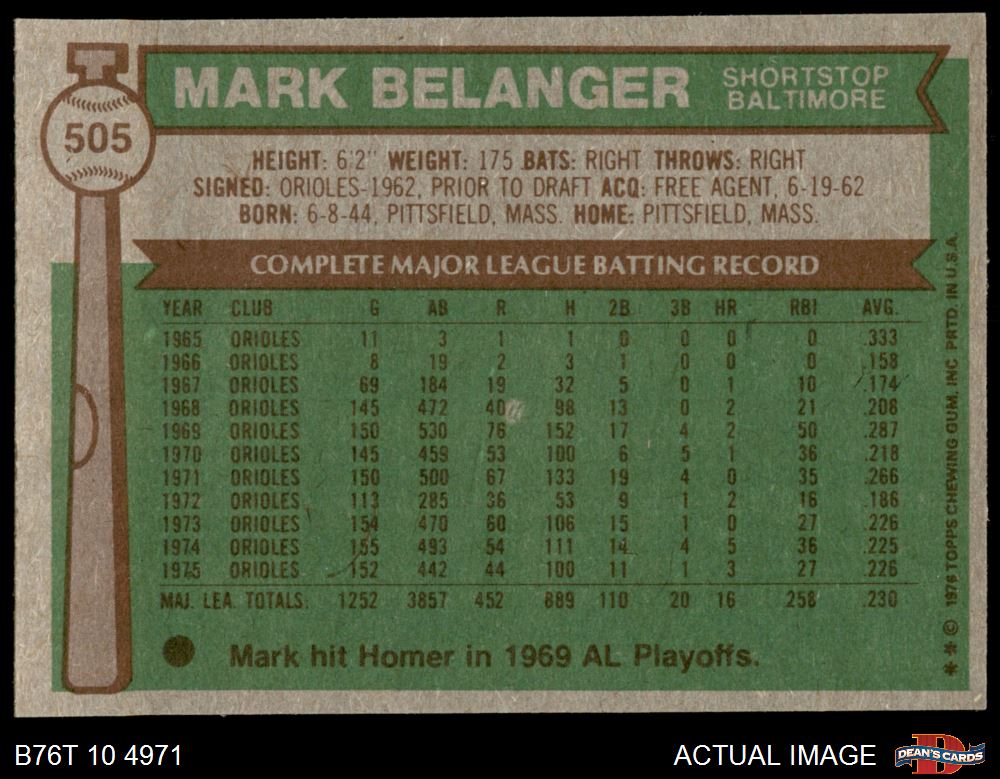 MARK BELANGER SHORTSTOP BALTIMORE
505
HEIGHT: 6'2" WEIGHT: 175 BATS: RIGHT THROWS: RIGHT
SIGNED: ORIOLES-1962, PRIOR TO DRAFT ACQ: FREE AGENT, 6-19-62
BORN: 6-8-44, PITTSFIELD, MASS. HOME: PITTSFIELD, MASS.
COMPLETE MAJOR LEAGUE BATTING RECORD
YEAR CLUB G AB R H 2B 3B HR RBI AVG.
1965 ORIOLES 11 3 1 1 0 0 0 0 .333
1966 ORIOLES 8 19 2 3 1 0 0 0 .158
1967 ORIOLES 69 184 19 32 5 0 1 10 .174
1968 ORIOLES 145 472 40 98 13 0 2 21 .208
1969 ORIOLES 150 530 76 152 17 4 2 50 .287
1970 ORIOLES 145 459 53 100 6 5 1 36 .218
1971 ORIOLES 150 500 67 133 19 4 0 35 .266
1972 ORIOLES 113 285 36 53 9 1 2 16 .186
1973 ORIOLES 154 470 60 106 15 1 0 27 .226
1974 ORIOLES 155 493 54 111 14 4 5 36 .225
1975 ORIOLES 152 442 44 100 11 1 3 27 .226
MAJ. LEA. TOTALS: 1252 3857 452 889 110 20 16 258 .230
Mark hit Homer in 1969 AL Playoffs.
* * © 1976 TOPPS CHEWING GUM, INC PRTD. IN U.S.A.
B76T 10 4971
ACTUAL IMAGE
DEAN'S CARDS